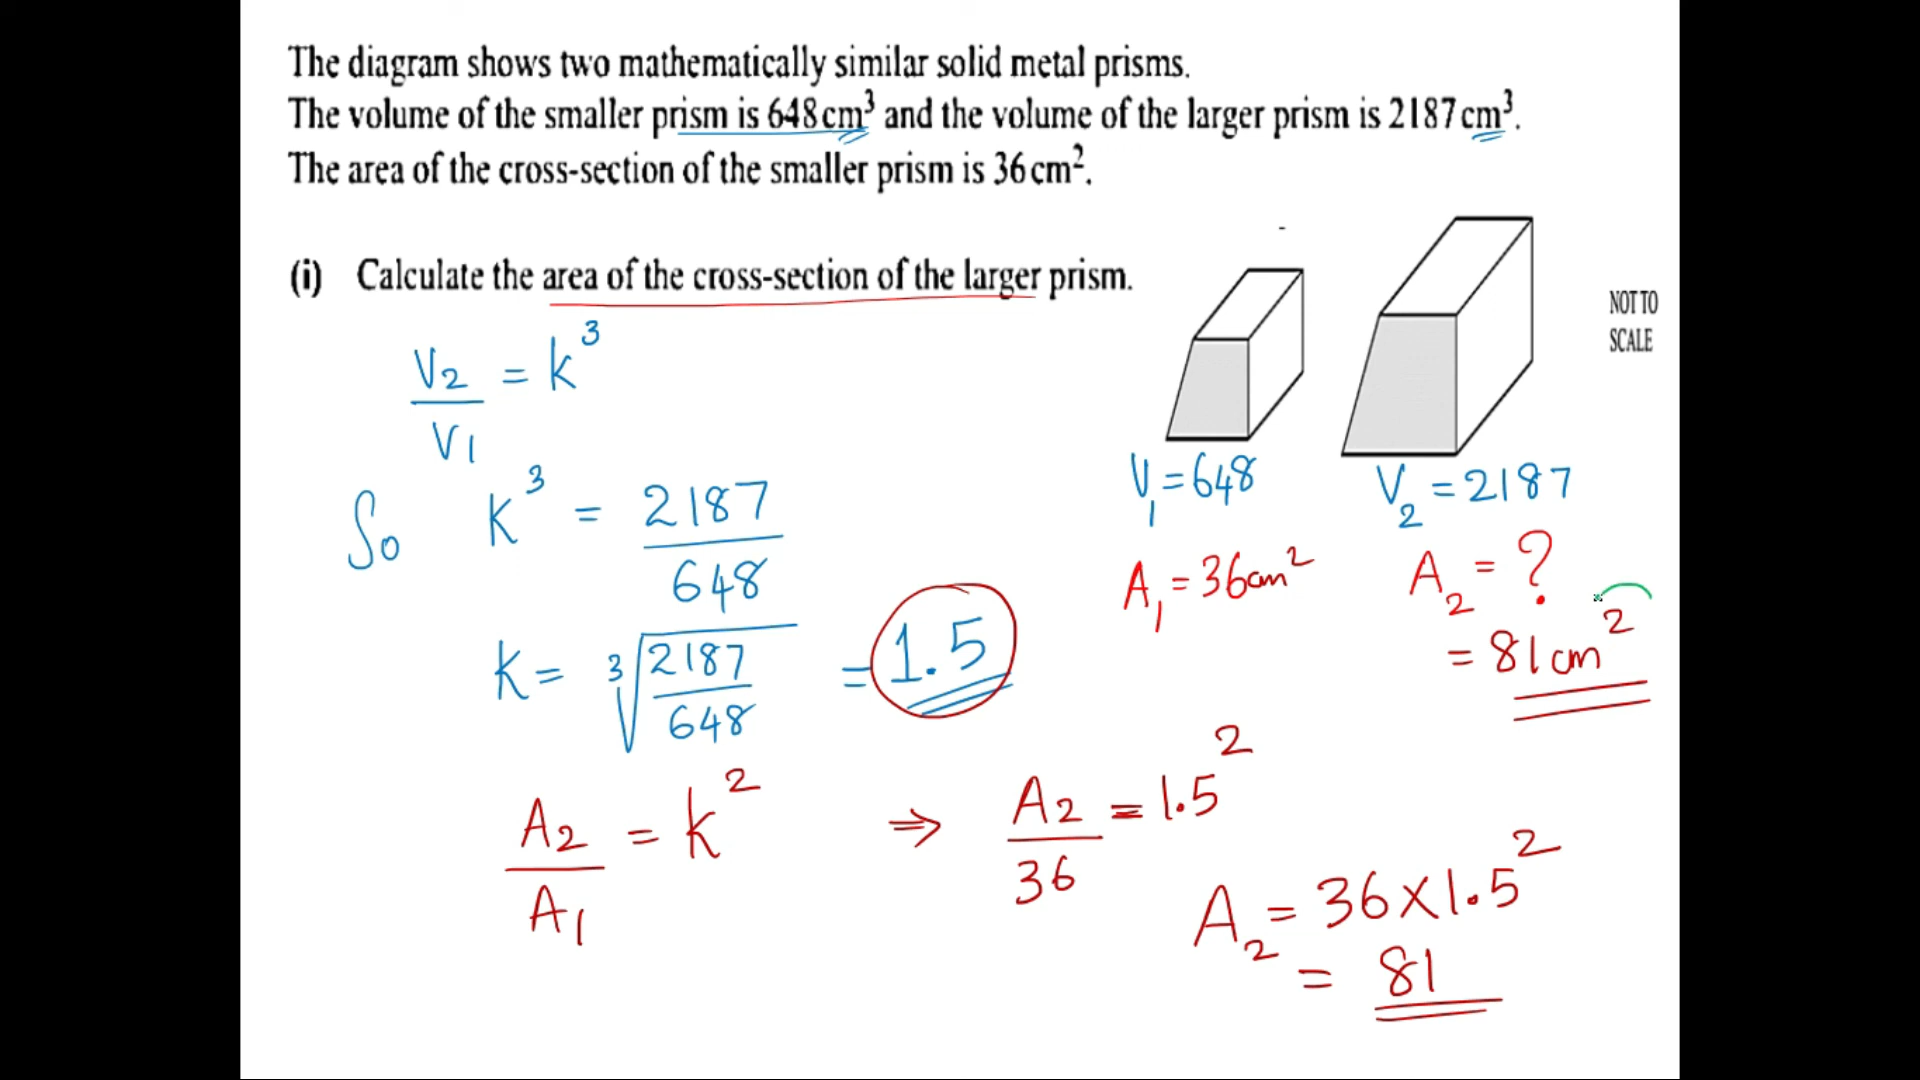 The diagram shows two mathematically similar solid metal prisms.
The volume of the smaller prism is 648 cm³ and the volume of the larger prism is 2187 cm³.
The area of the cross-section of the smaller prism is 36 cm².
(i) Calculate the area of the cross-section of the larger prism.
NOT TO
SCALE
V2/V1 = k³
So k³ = 2187/648
k = ³√(2187/648) = 1.5
V₁ = 648
V₂ = 2187
A₁ = 36cm²
A₂ = ?
= 81cm²
A2/A1 = k² ⇒ A2/36 = 1.5²
A₂ = 36×1.5²
= 81